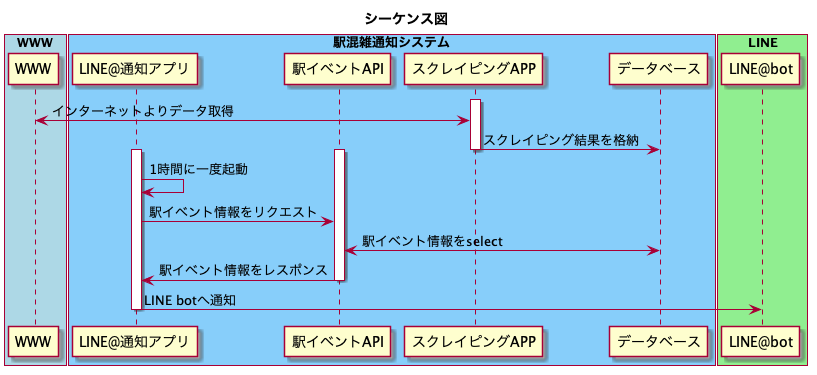 シーケンス図
WWW
駅混雑通知システム
LINE
WWW
LINE@通知アプリ
駅イベントAPI
スクレイピングAPP
データベース
LINE@bot
インターネットよりデータ取得
スクレイピング結果を格納
1時間に一度起動
駅イベント情報をリクエスト
駅イベント情報をselect
駅イベント情報をレスポンス
LINE botへ通知
WWW
LINE@通知アプリ
駅イベントAPI
スクレイピングAPP
データベース
LINE@bot